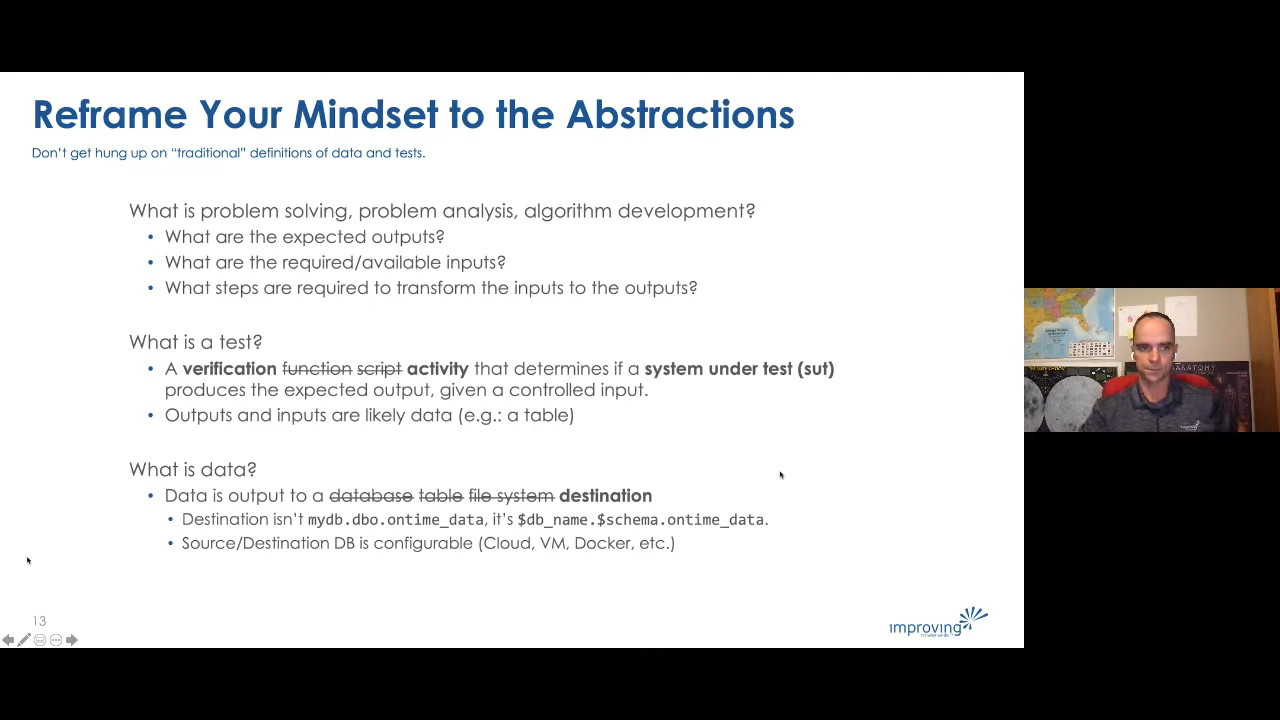 Reframe Your Mindset to the Abstractions
Don't get hung up on “traditional” definitions of data and tests.
What is problem solving, problem analysis, algorithm development?
• What are the expected outputs?
• What are the required/available inputs?
• What steps are required to transform the inputs to the outputs?
What is a test?
• A verification function script activity that determines if a system under test (sut)
produces the expected output, given a controlled input.
• Outputs and inputs are likely data (e.g.: a table)
What is data?
• Data is output to a database table file system destination
• Destination isn't mydb.dbo.ontime_data, it's $db_name.$schema.ontime_data.
• Source/Destination DB is configurable (Cloud, VM, Docker, etc.)
13
improving